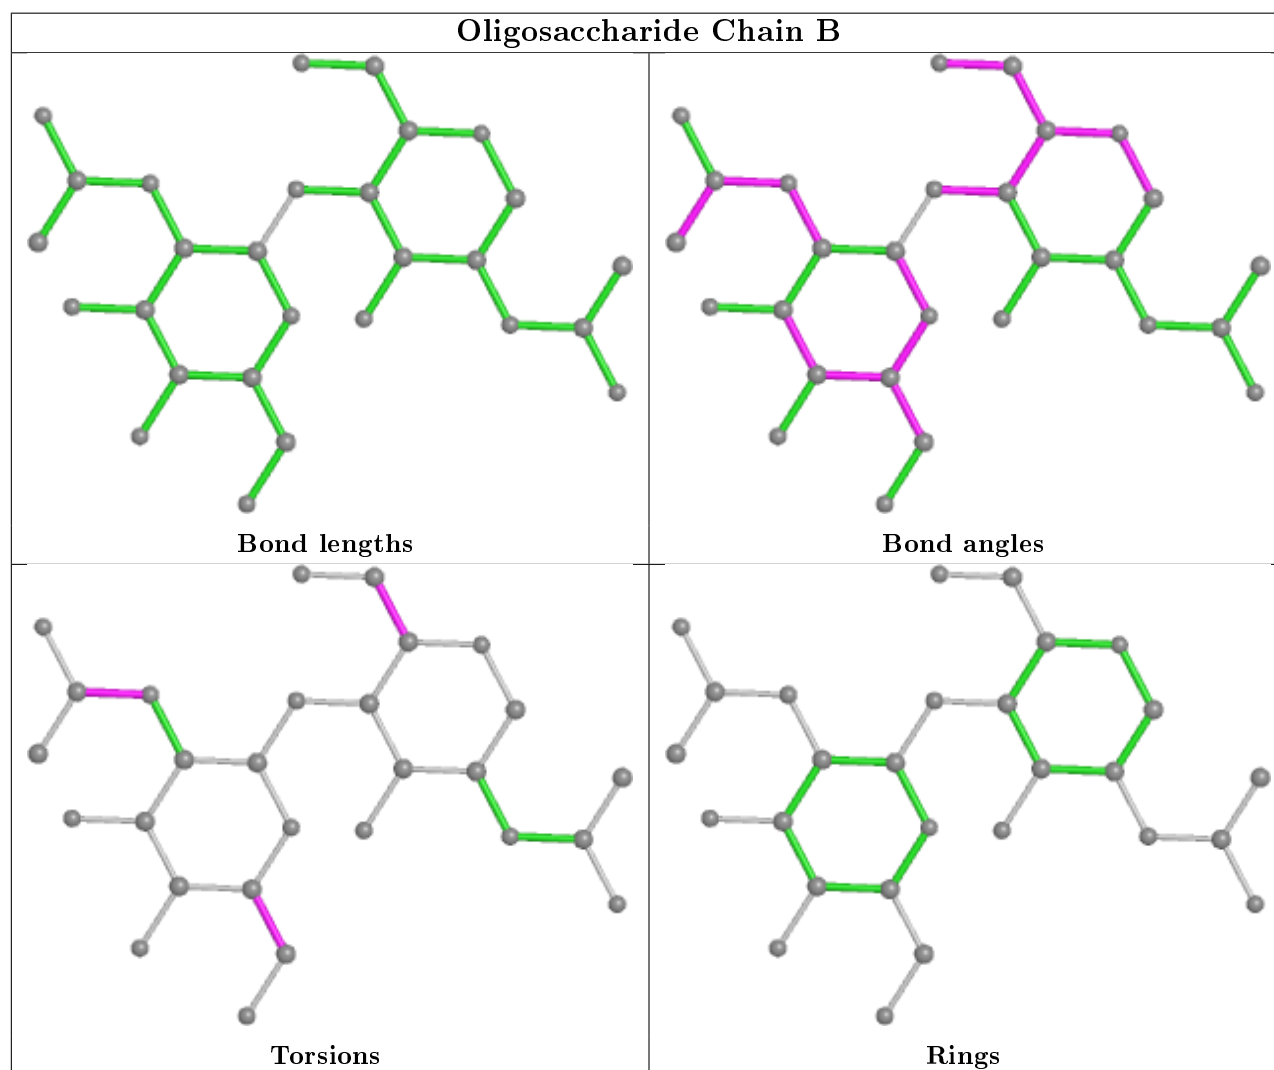 Oligosaccharide Chain B
Bond lengths
Bond angles
Torsions
Rings